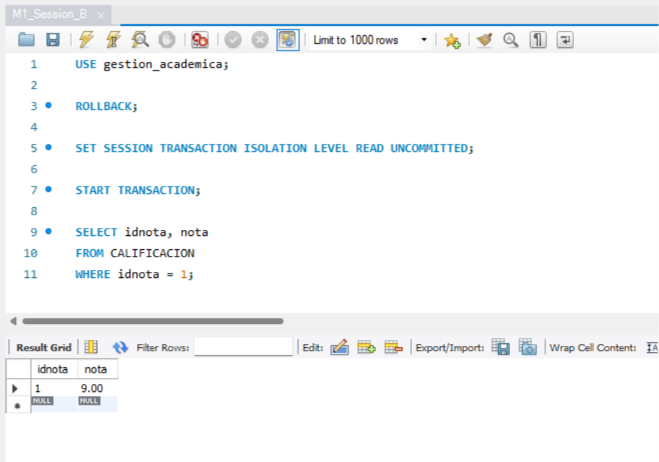 M1_Session_B ×
Limit to 1000 rows
1 USE gestion_academica;
2
3 ROLLBACK;
4
5 SET SESSION TRANSACTION ISOLATION LEVEL READ UNCOMMITTED;
6
7 START TRANSACTION;
8
9 SELECT idnota, nota
10 FROM CALIFICACION
11 WHERE idnota = 1;
Result Grid Filter Rows: Edit: Export/Import: Wrap Cell Content: IA
idnota nota
1 9.00
NULL NULL